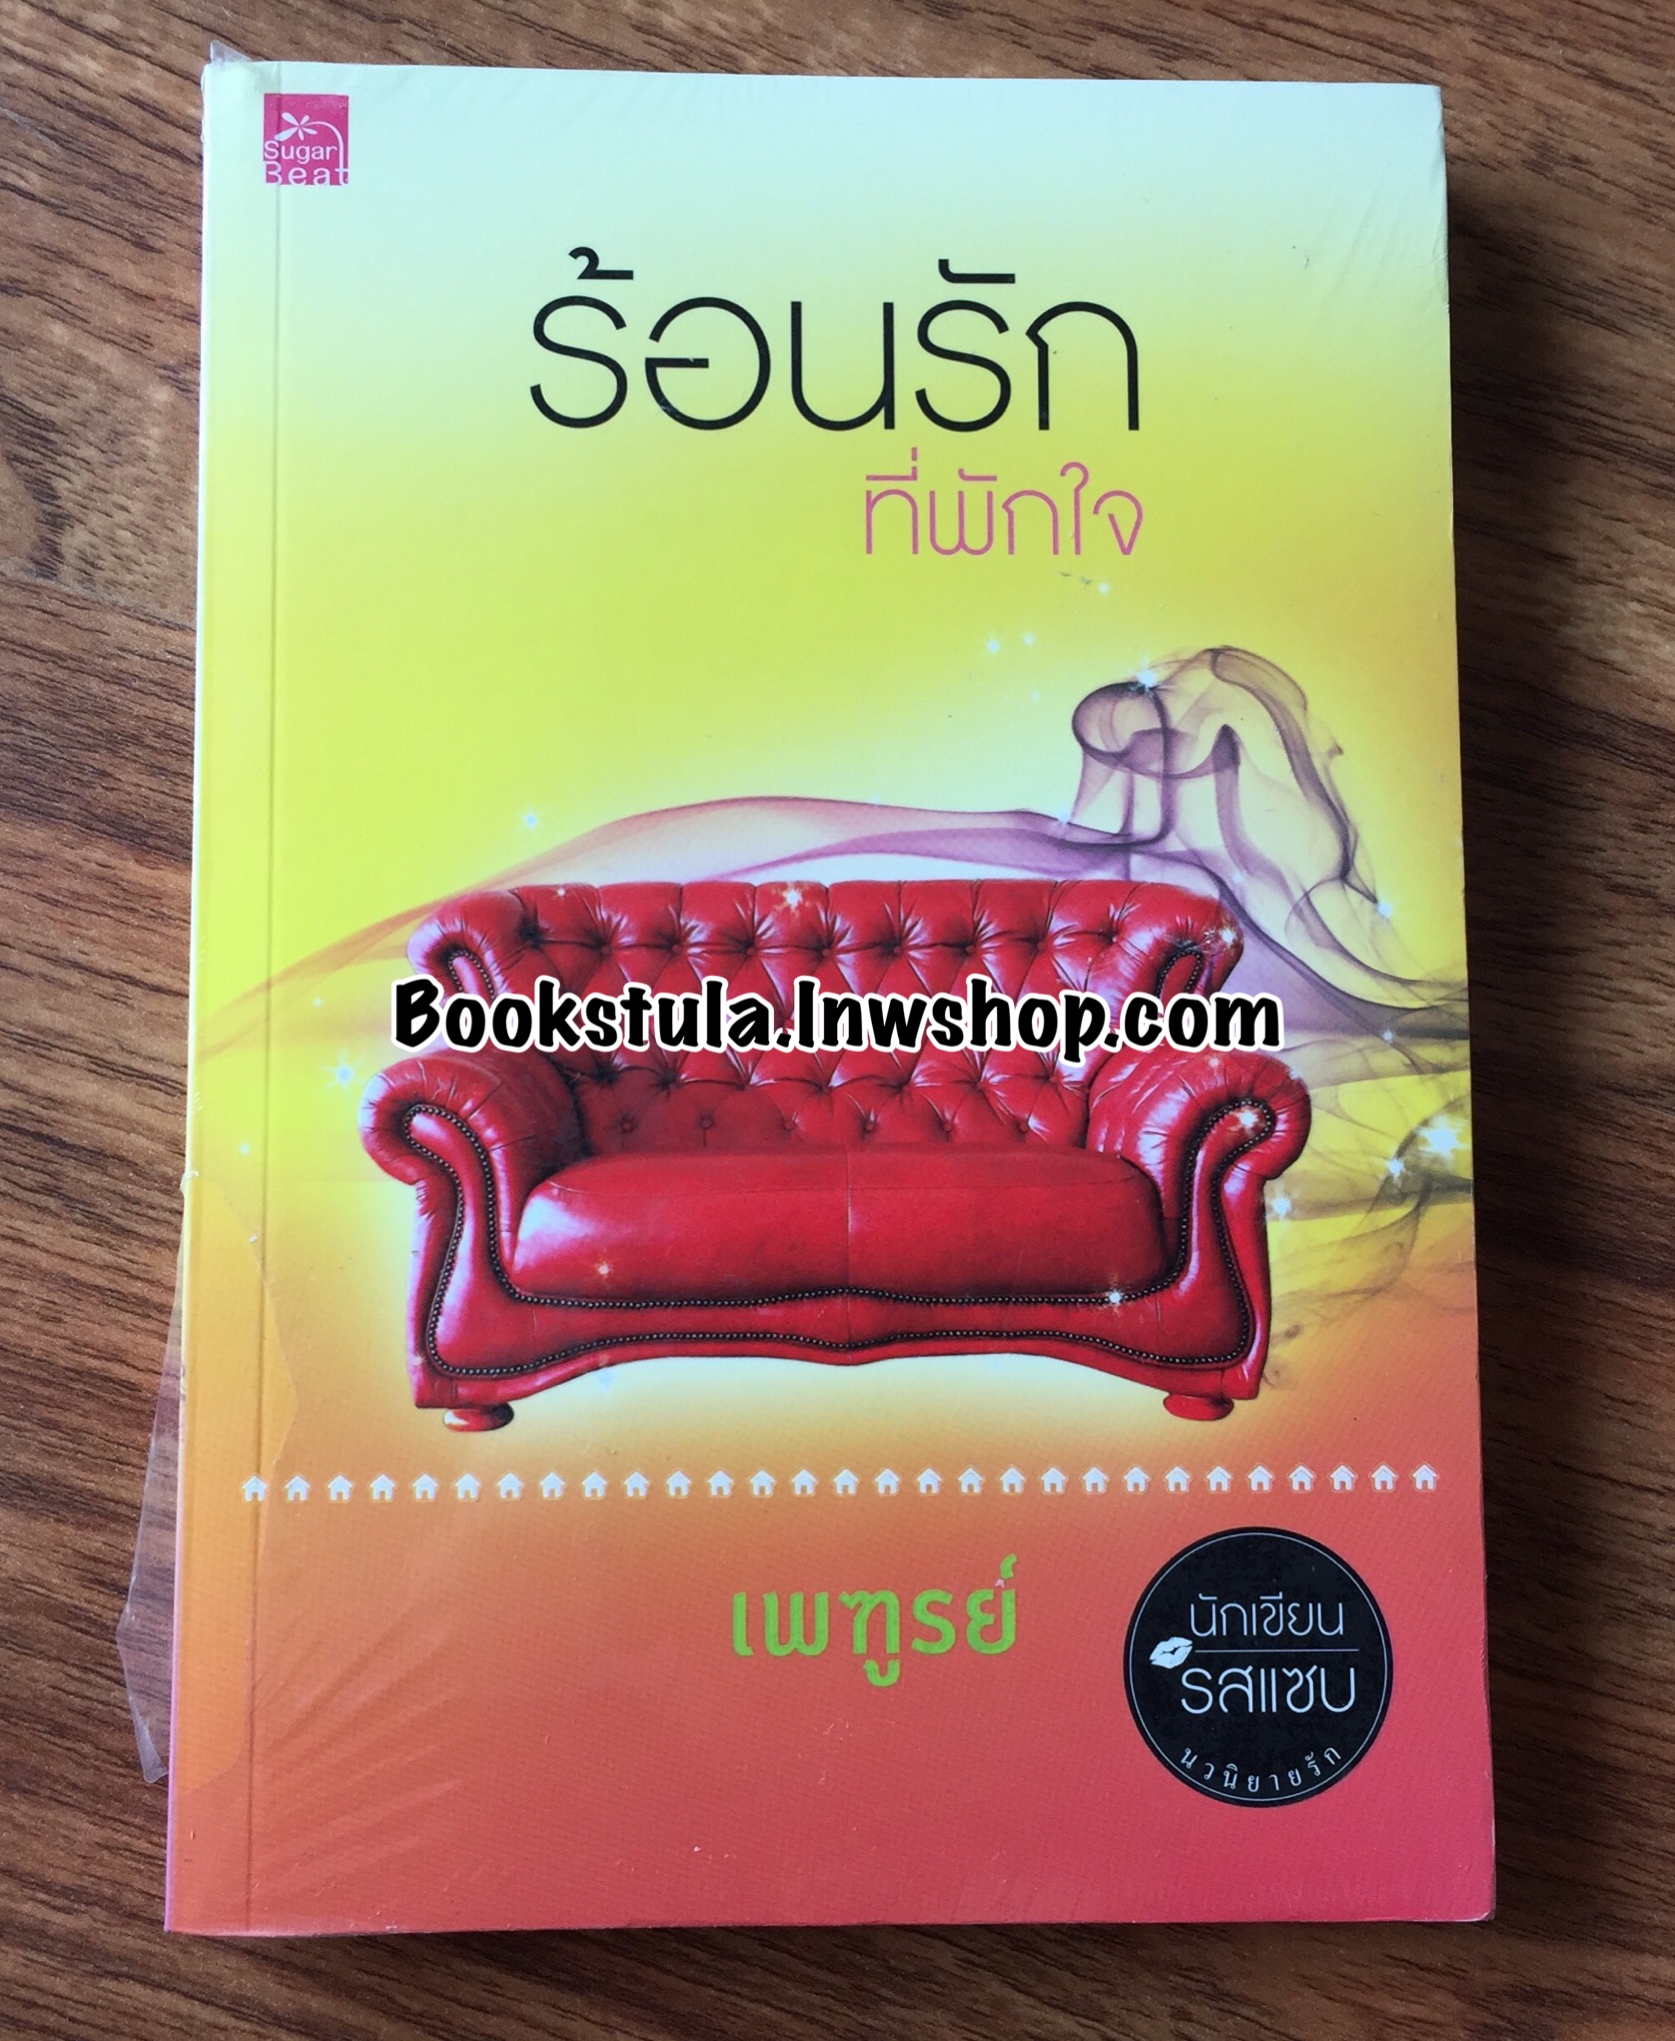 Sugar
Beat
ร้อนรัก
ที่พักใจ
Bookstula.lnwshop.com
เพฑูรย์
นักเขียน
รสแซบ
นวนิยายรัก